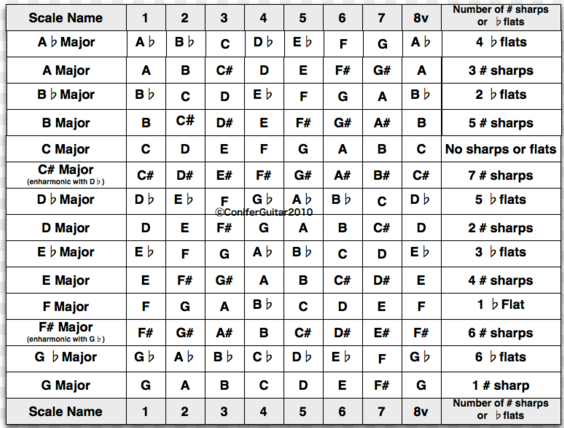 Scale Name 1 2 3 4 5 6 7 8v Number of # sharps
or ♭flats
A ♭ Major A ♭ B ♭ C D ♭ E ♭ F G A ♭ 4 ♭ flats
A Major A B C# D E F# G# A 3 # sharps
B ♭ Major B ♭ C D E ♭ F G A B ♭ 2 ♭ flats
B Major B C# D# E F# G# A# B 5 # sharps
C Major C D E F G A B C No sharps or flats
C# Major C# D# E# F# G# A# B# C# 7 # sharps
(enharmonic with D ♭)
D ♭ Major D ♭ E ♭ F G ♭ A ♭ B ♭ C D ♭ 5 ♭ flats
©ConiferGuitar2010
D Major D E F# G A B C# D 2 # sharps
E ♭ Major E ♭ F G A ♭ B ♭ C D E ♭ 3 ♭ flats
E Major E F# G# A B C# D# E 4 # sharps
F Major F G A B ♭ C D E F 1 ♭ Flat
F# Major F# G# A# B C# D# E# F# 6 # sharps
(enharmonic with G ♭)
G ♭ Major G ♭ A ♭ B ♭ C ♭ D ♭ E ♭ F G ♭ 6 ♭ flats
G Major G A B C D E F# G 1 # sharp
Scale Name 1 2 3 4 5 6 7 8v Number of # sharps
or ♭ flats